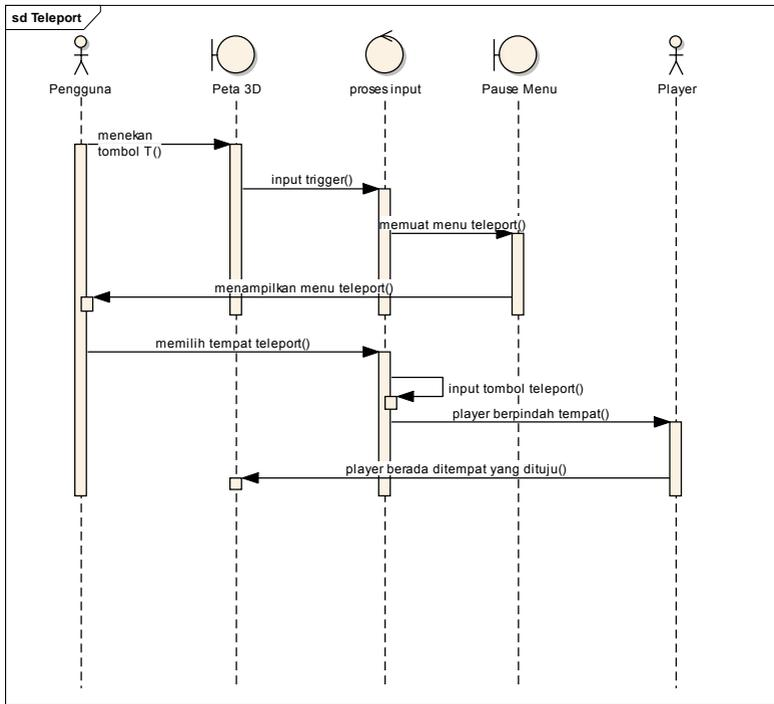 sd Teleport
Pengguna
Peta 3D
proses input
Pause Menu
Player
menekan
tombol T()
input trigger()
memuat menu teleport()
menampilkan menu teleport()
memilih tempat teleport()
input tombol teleport()
player berpindah tempat()
player berada ditempat yang dituju()